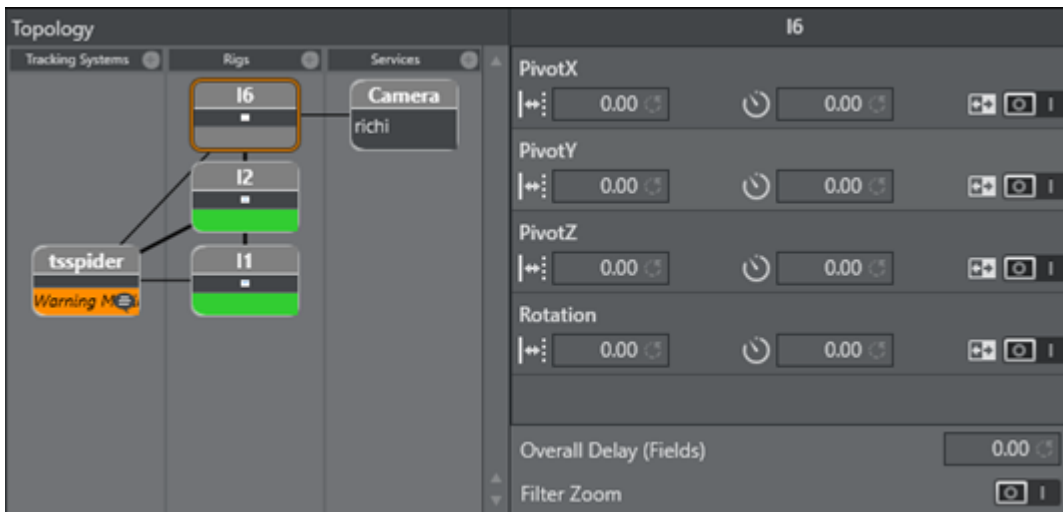 Topology
Tracking Systems
Rigs
Services
I6
Camera
richi
I2
tsspider
I1
I6
PivotX
0.00
0.00
PivotY
0.00
0.00
PivotZ
0.00
0.00
Rotation
0.00
0.00
Overall Delay (Fields)
0.00
Filter Zoom
Warning